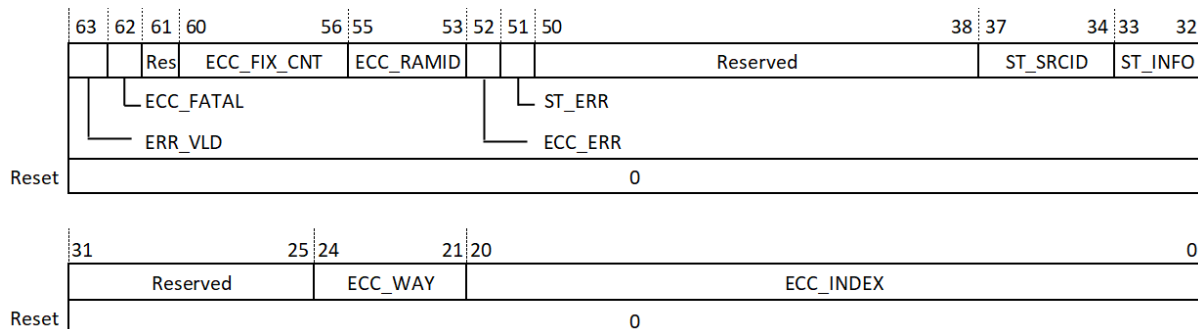 63 62 61 60 56 55 53 52 51 50 38 37 34 33 32
Res ECC_FIX_CNT ECC_RAMID Reserved ST_SRCID ST_INFO
ECC_FATAL ST_ERR
ERR_VLD ECC_ERR
Reset 0
31 25 24 21 20 0
Reserved ECC_WAY ECC_INDEX
Reset 0